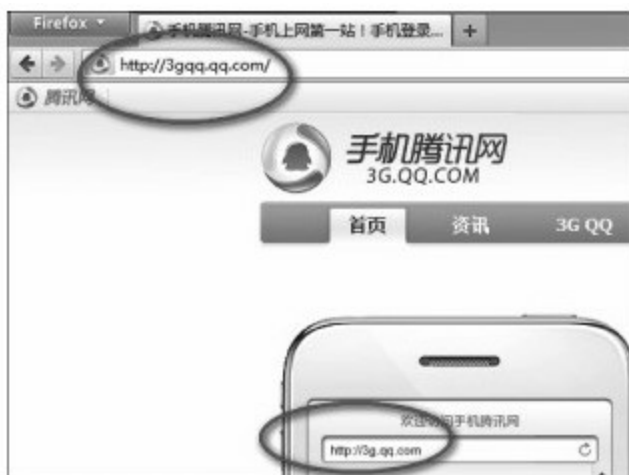 Firefox
手机腾讯网-手机上网第一站！手机登录...
+
http://3gqq.qq.com/
腾讯网
手机腾讯网
3G.QQ.COM
首页 资讯 3G QQ
欢迎访问手机腾讯网
http://3g.qq.com